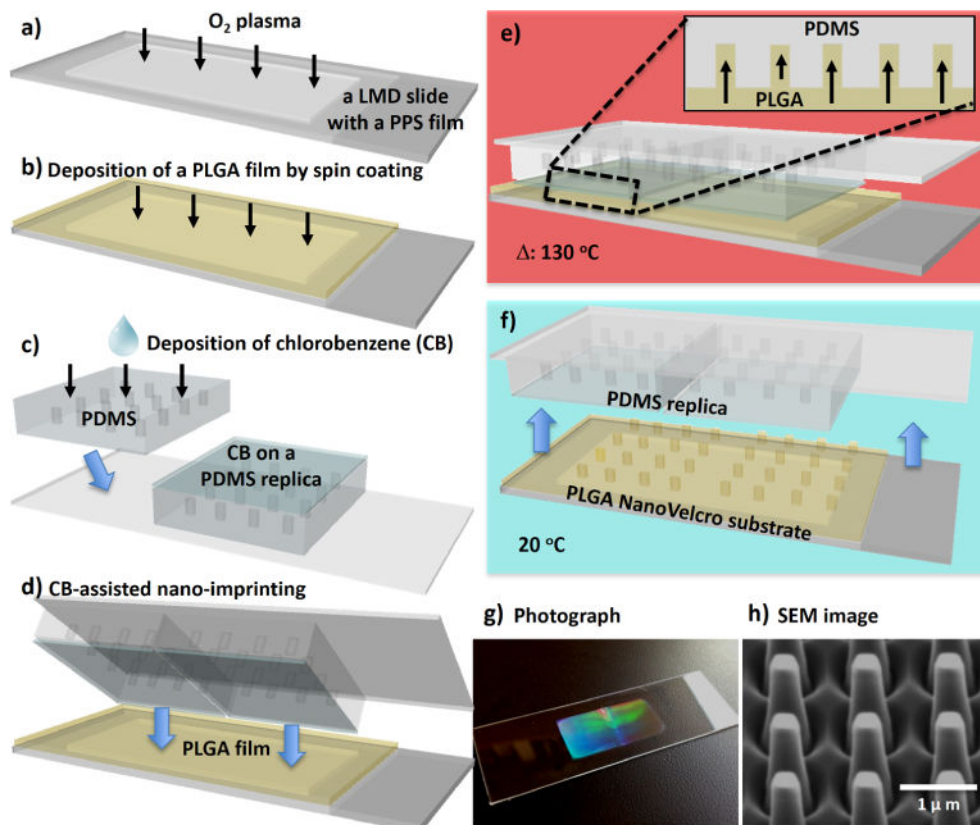 a)
O₂ plasma
a LMD slide
with a PPS film
b)
Deposition of a PLGA film by spin coating
c)
Deposition of chlorobenzene (CB)
PDMS
CB on a
PDMS replica
d) CB-assisted nano-imprinting
PLGA film
e)
PDMS
PLGA
Δ: 130 °C
f)
PDMS replica
PLGA NanoVelcro substrate
20 °C
g) Photograph
h) SEM image
1 μ m